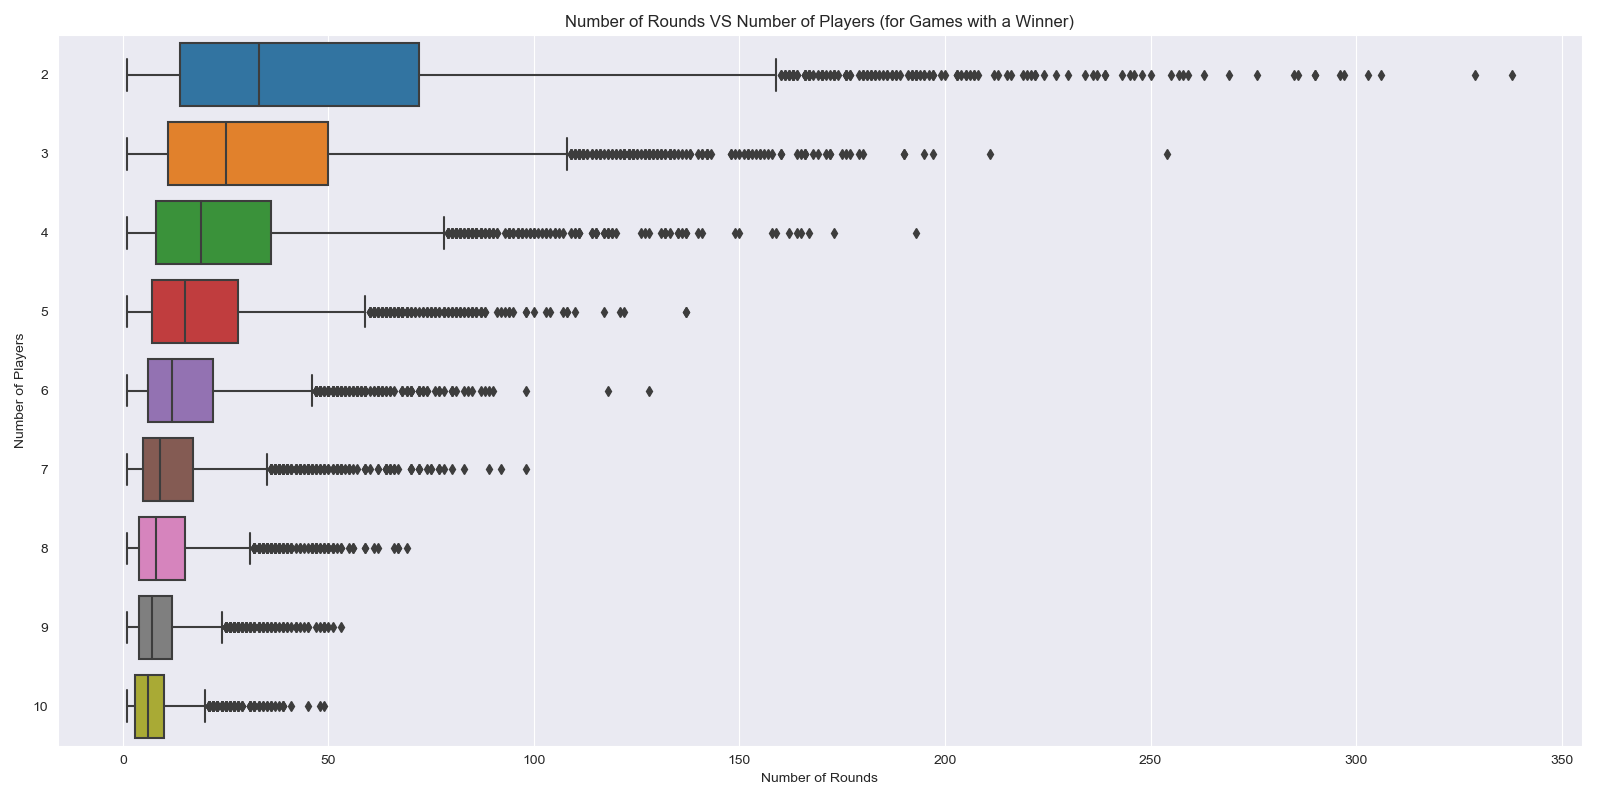 Number of Rounds VS Number of Players (for Games with a Winner)
Number of Players
2
3
4
5
6
7
8
9
10
0 50 100 150 200 250 300 350
Number of Rounds